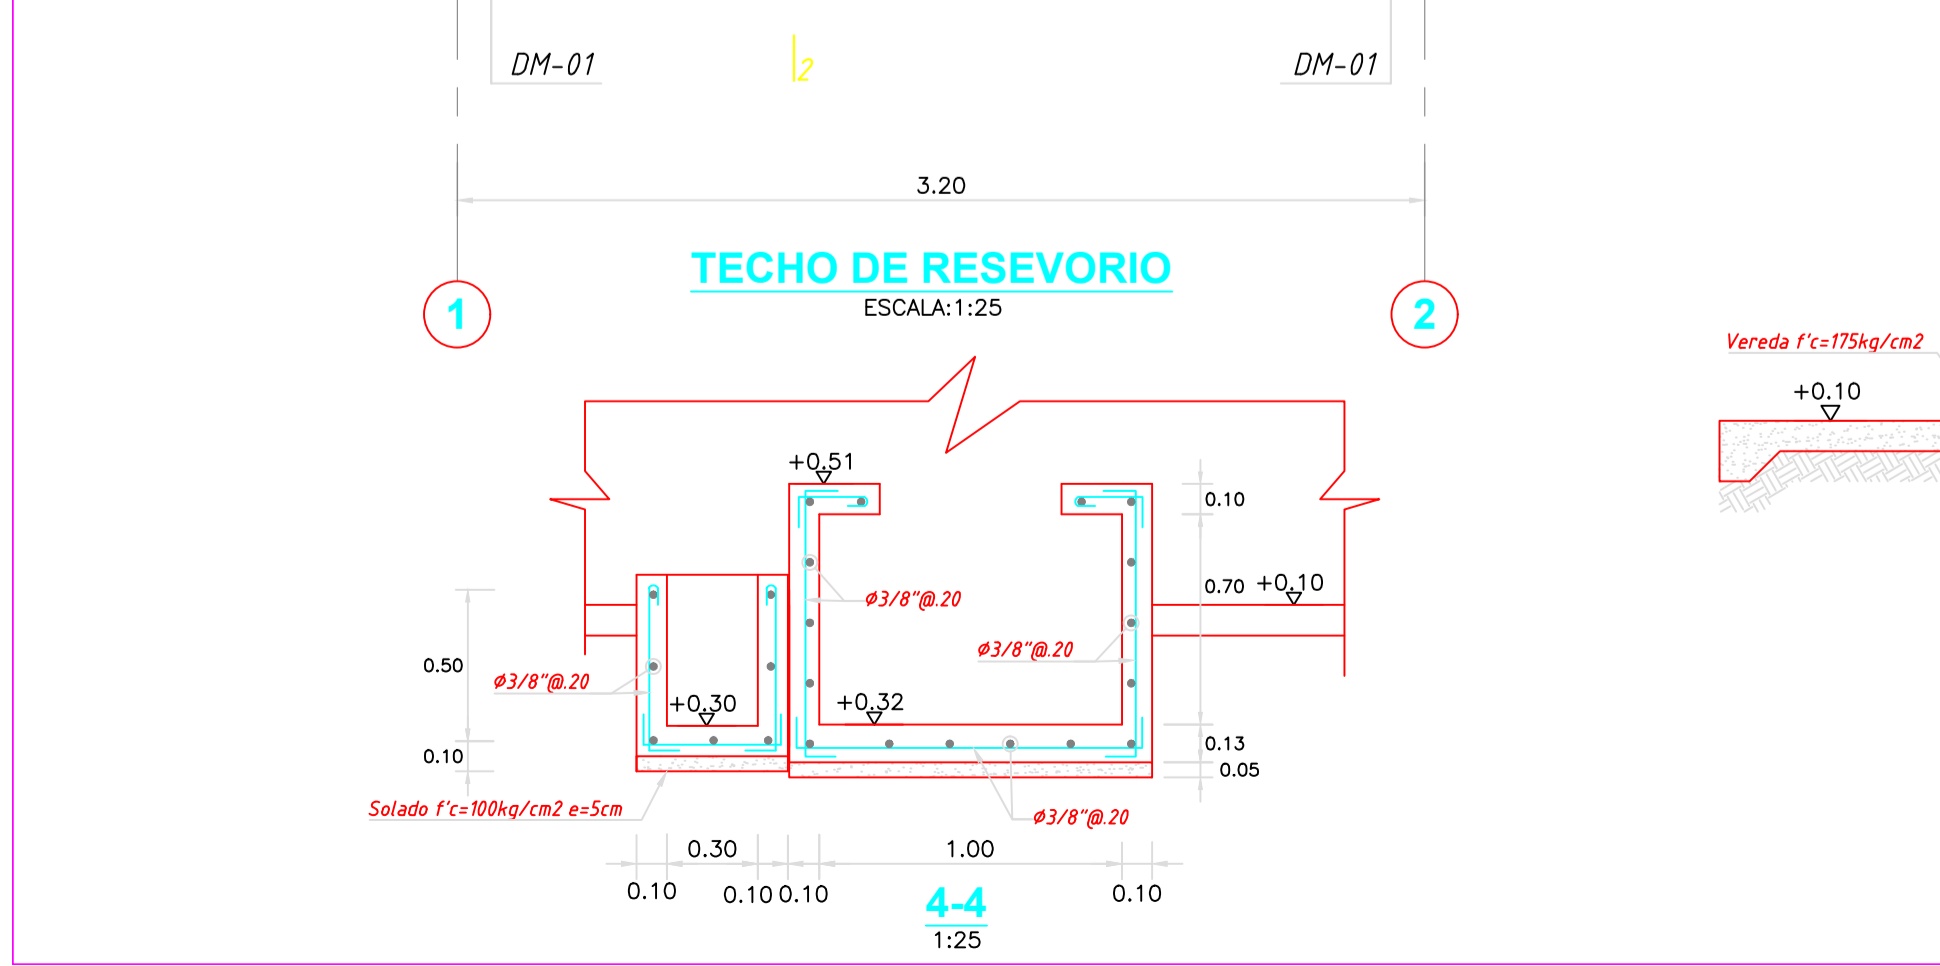 DM-01
2
DM-01
3.20
TECHO DE RESEVORIO
ESCALA:1:25
1
2
Vereda f'c=175kg/cm2
+0.10
+0.51
0.10
0.70
+0.10
Ø3/8"@.20
Ø3/8"@.20
0.50
Ø3/8"@.20
+0.30
+0.32
0.10
0.13
0.05
Solado f'c=100kg/cm2 e=5cm
Ø3/8"@.20
0.30
1.00
0.10
0.10
0.10
0.10
4-4
1:25